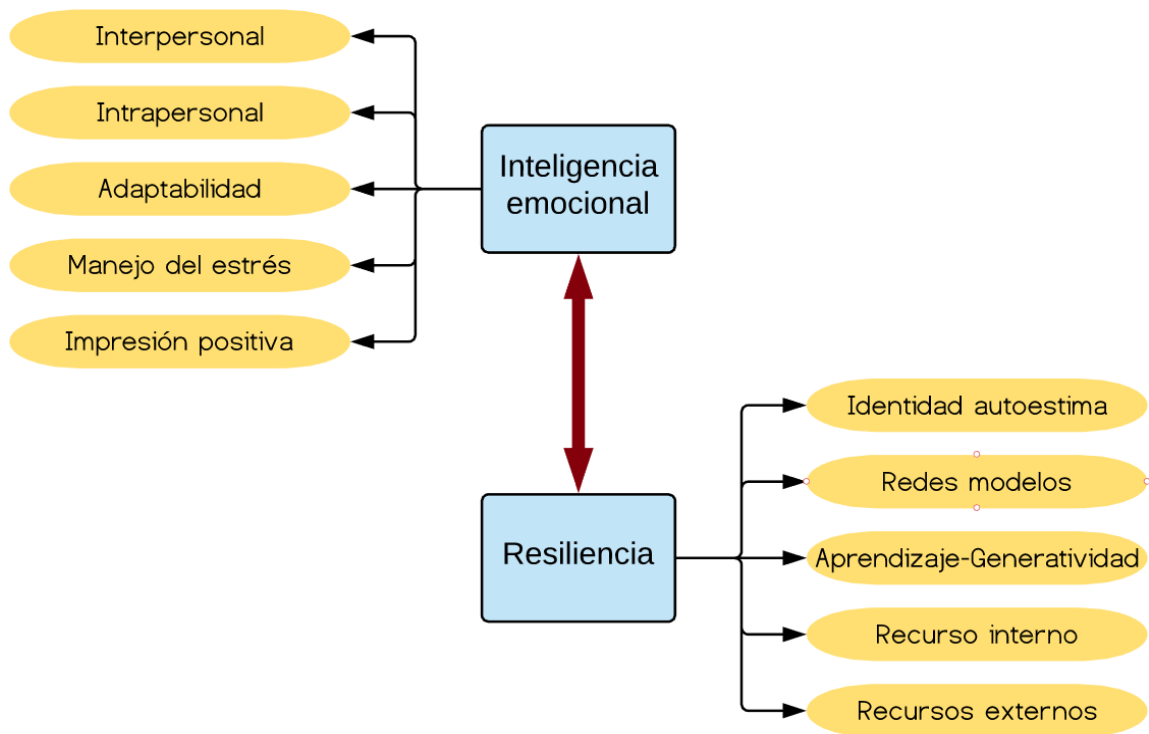 Interpersonal
Intrapersonal
Adaptabilidad
Manejo del estrés
Impresión positiva
Inteligencia
emocional
Resiliencia
Identidad autoestima
Redes modelos
Aprendizaje-Generatividad
Recurso interno
Recursos externos